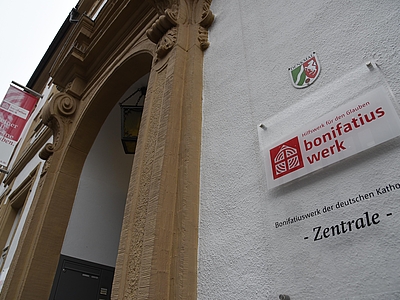 Hilfswerk für den Glauben
bonifatius
werk
Bonifatiuswerk der deutschen Katho
- Zentrale -